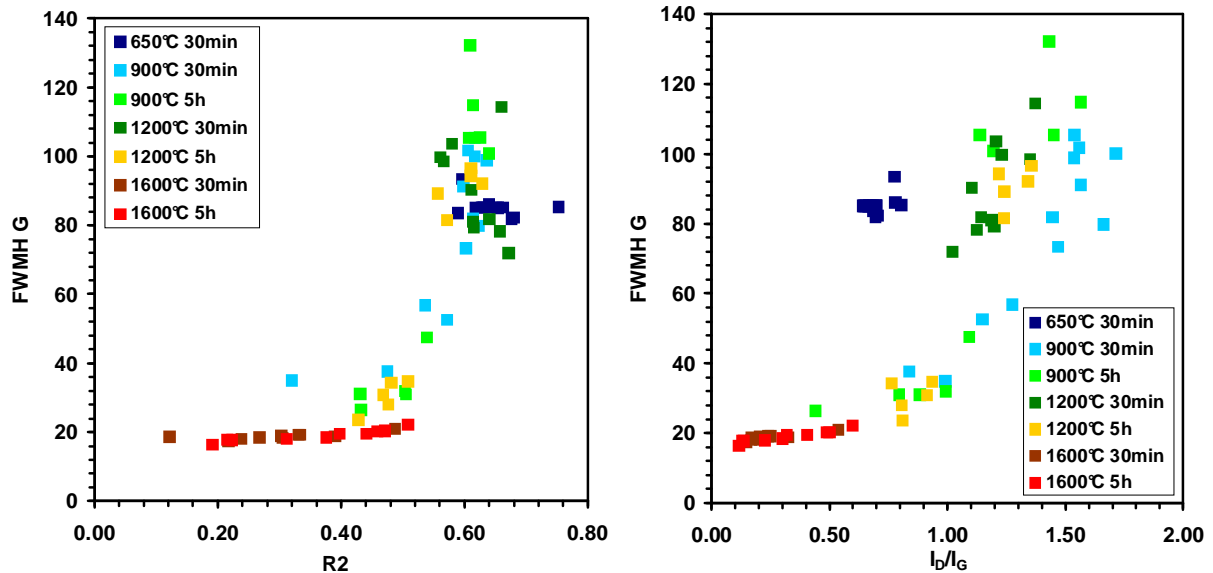 140
120
100
80
60
40
20
0
FWMH G
650°C 30min
900°C 30min
900°C 5h
1200°C 30min
1200°C 5h
1600°C 30min
1600°C 5h
0.00 0.20 0.40 0.60 0.80
R2
140
120
100
80
60
40
20
0
FWMH G
650°C 30min
900°C 30min
900°C 5h
1200°C 30min
1200°C 5h
1600°C 30min
1600°C 5h
0.00 0.50 1.00 1.50 2.00
I_D/I_G